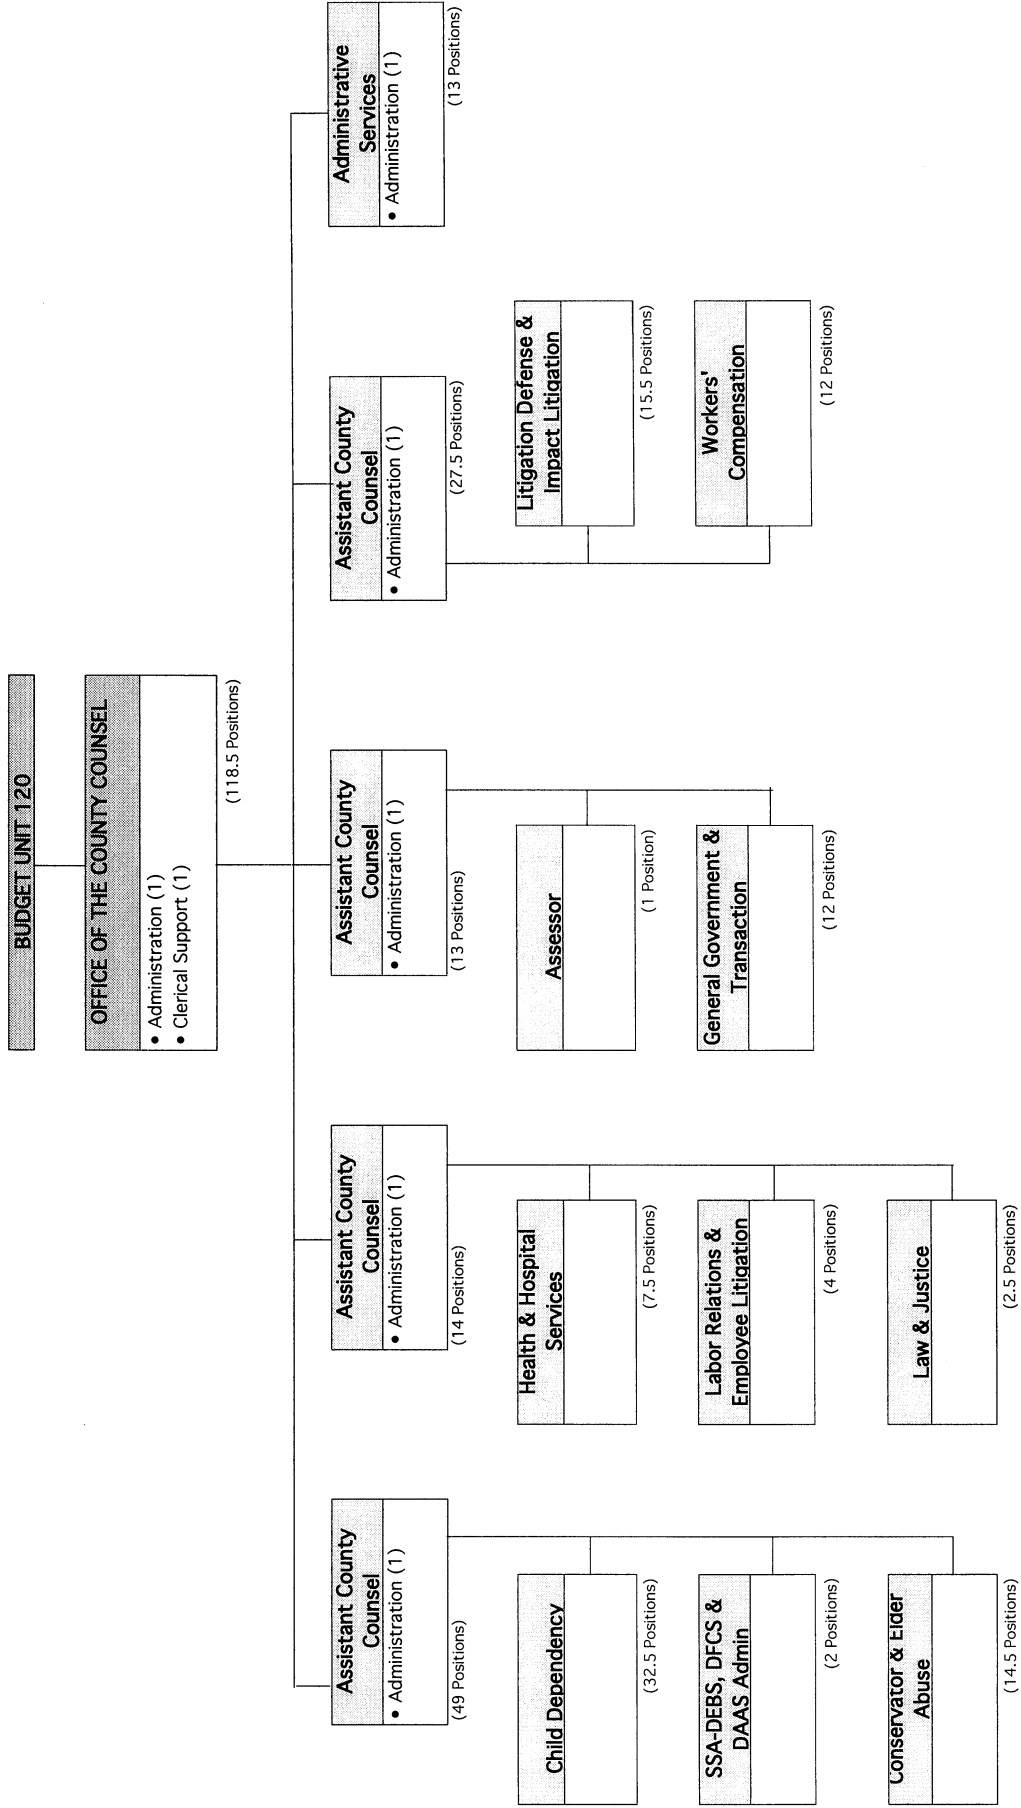 BUDGET UNIT 120
OFFICE OF THE COUNTY COUNSEL
• Administration (1)
• Clerical Support (1)
(118.5 Positions)
Assistant County
Counsel
• Administration (1)
(49 Positions)
Child Dependency
(32.5 Positions)
SSA-DEBS, DFCS &
DAAS Admin
(2 Positions)
Conservator & Elder
Abuse
(14.5 Positions)
Assistant County
Counsel
• Administration (1)
(14 Positions)
Health & Hospital
Services
(7.5 Positions)
Labor Relations &
Employee Litigation
(4 Positions)
Law & Justice
(2.5 Positions)
Assistant County
Counsel
• Administration (1)
(13 Positions)
Assessor
(1 Position)
General Government &
Transaction
(12 Positions)
Assistant County
Counsel
• Administration (1)
(27.5 Positions)
Litigation Defense &
Impact Litigation
(15.5 Positions)
Workers'
Compensation
(12 Positions)
Administrative
Services
• Administration (1)
(13 Positions)